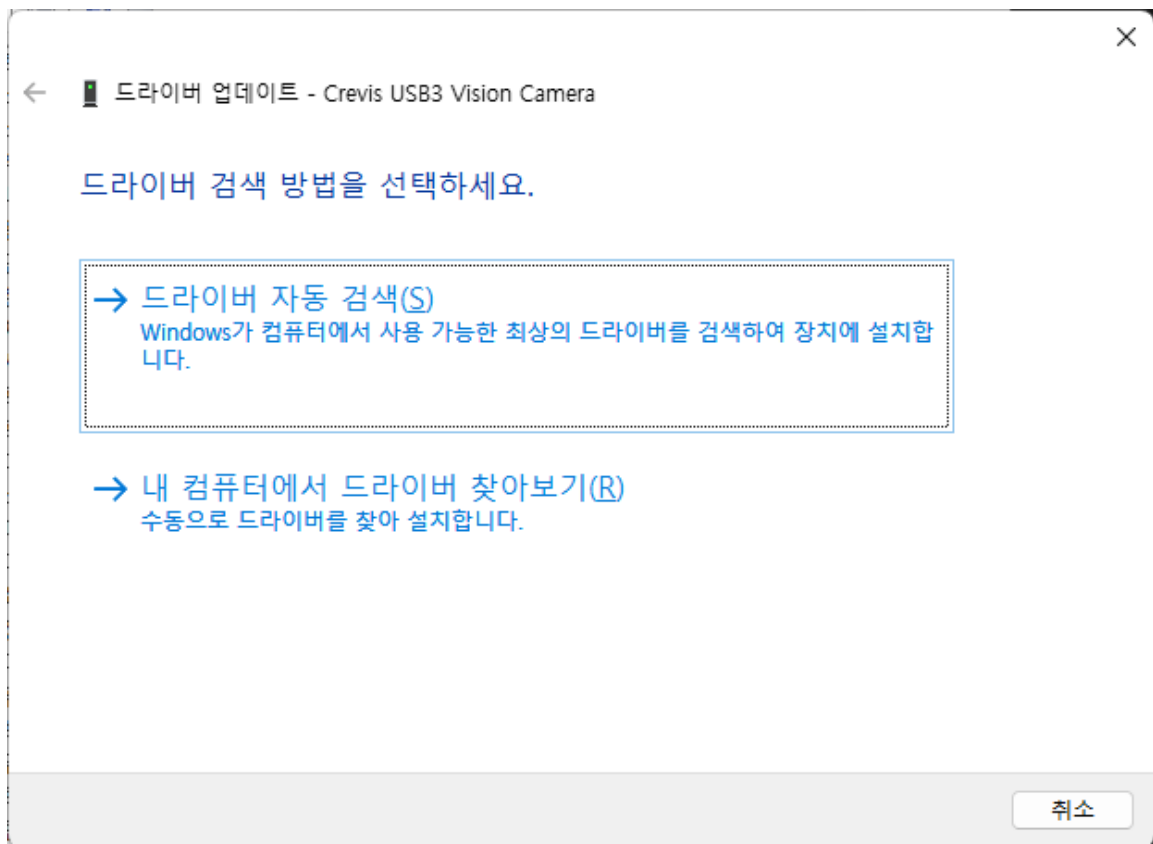 드라이버 업데이트 - Crevis USB3 Vision Camera
드라이버 검색 방법을 선택하세요.
드라이버 자동 검색(S)
Windows가 컴퓨터에서 사용 가능한 최상의 드라이버를 검색하여 장치에 설치합
니다.
내 컴퓨터에서 드라이버 찾아보기(R)
수동으로 드라이버를 찾아 설치합니다.
취소